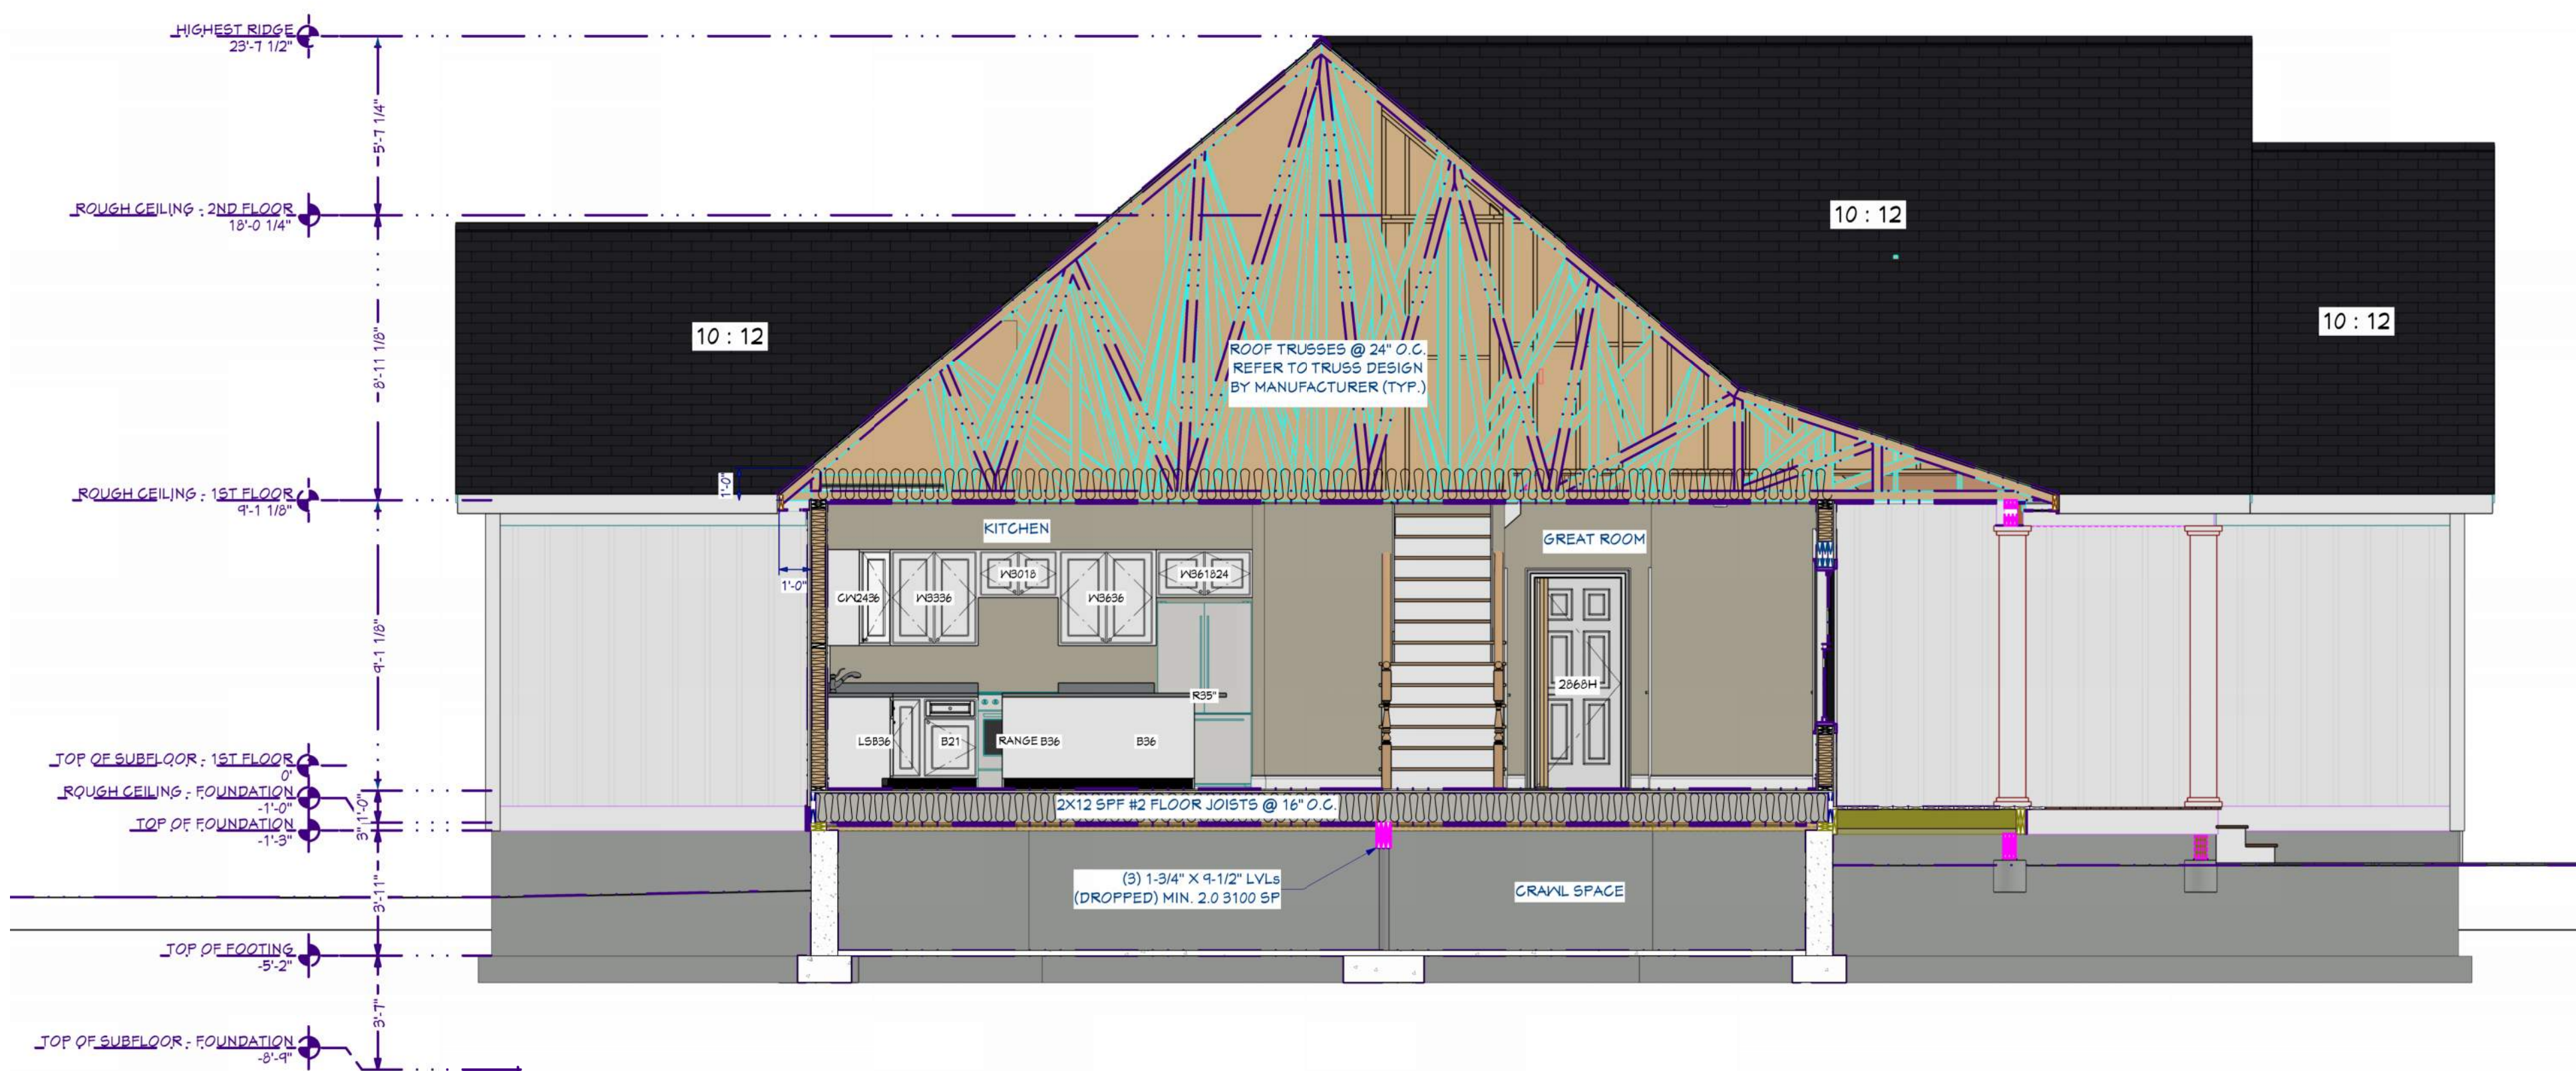 HIGHEST RIDGE
23'-7 1/2"
5'-7 1/4"
ROUGH CEILING - 2ND FLOOR
18'-0 1/4"
10 : 12
10 : 12
10 : 12
8'-11 1/8"
ROOF TRUSSES @ 24" O.C.
REFER TO TRUSS DESIGN
BY MANUFACTURER (TYP.)
1'-0"
ROUGH CEILING - 1ST FLOOR
9'-1 1/8"
KITCHEN
GREAT ROOM
1'-0"
CW2436
W3336
W3018
W3636
W361824
9'-1 1/8"
R35"
2868H
LSB36
B21
RANGE
B36
B36
TOP OF SUBFLOOR - 1ST FLOOR
0'
ROUGH CEILING - FOUNDATION
-1'-0"
1'-0"
3"
2X12 SPF #2 FLOOR JOISTS @ 16" O.C.
TOP OF FOUNDATION
-1'-3"
(3) 1-3/4" X 9-1/2" LVLs
(DROPPED) MIN. 2.0 3100 SP
CRAWL SPACE
3'-11"
TOP OF FOOTING
-5'-2"
3'-7"
TOP OF SUBFLOOR - FOUNDATION
-8'-9"